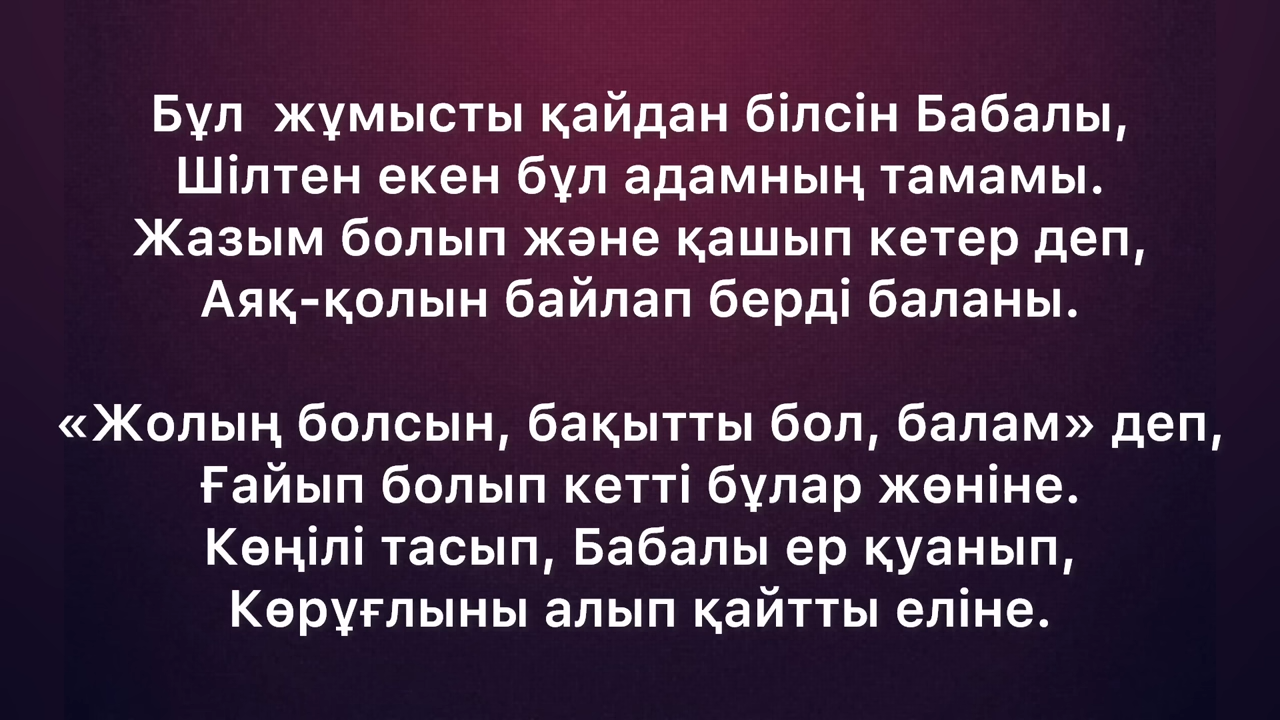 Бұл  жұмысты қайдан білсін Бабалы,
Шілтен екен бұл адамның тамамы.
Жазым болып және қашып кетер деп,
Аяқ-қолын байлап берді баланы.

«Жолың болсын, бақытты бол, балам» деп,
Ғайып болып кетті бұлар жөніне.
Көңілі тасып, Бабалы ер қуанып,
Көрұғлыны алып қайтты еліне.